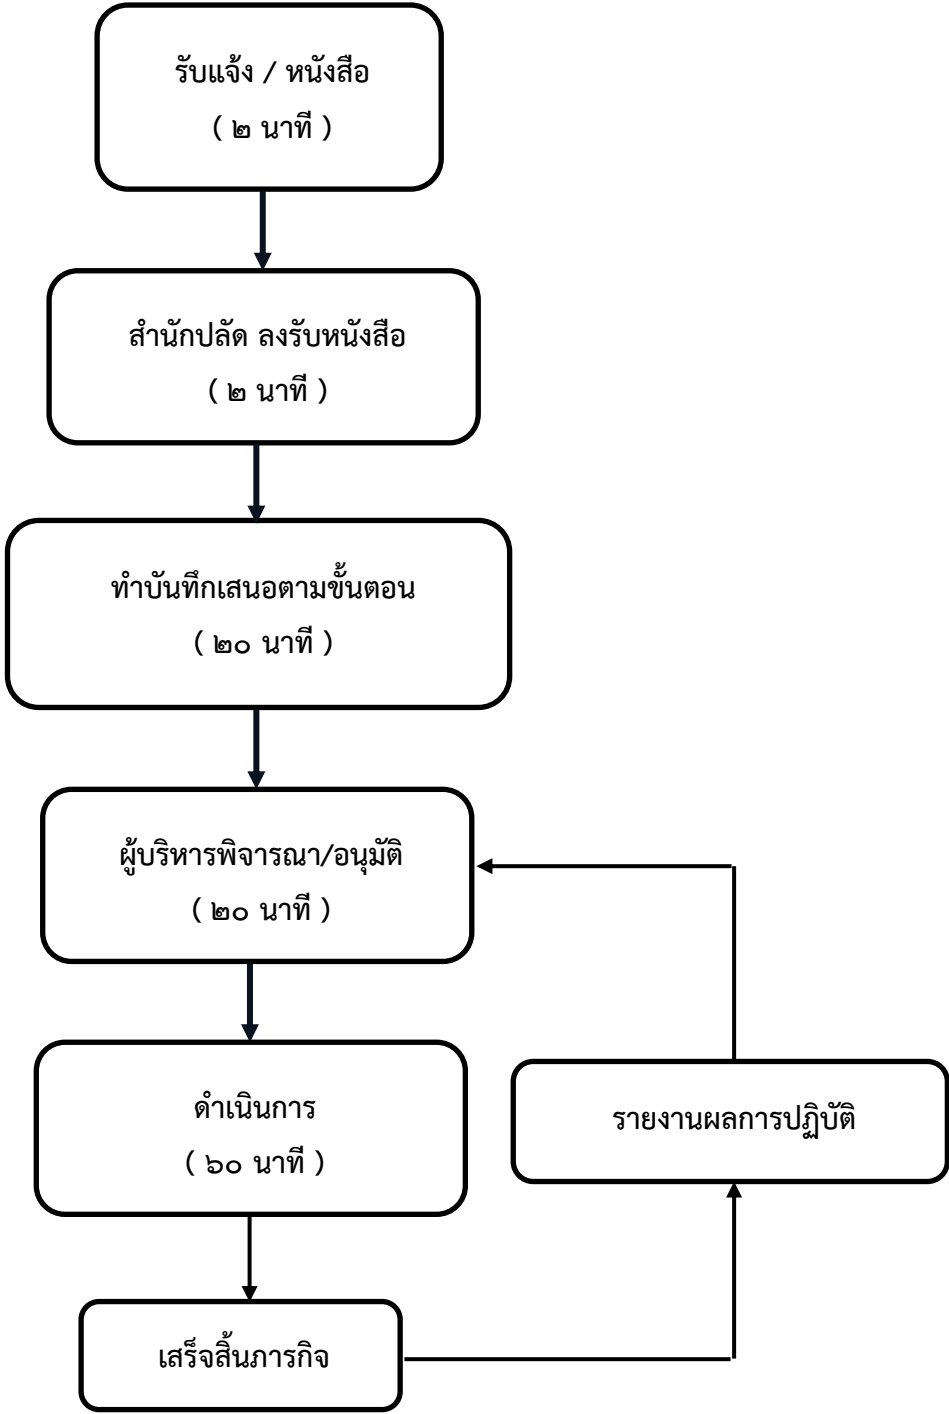 รับแจ้ง / หนังสือ
( ๒ นาที )
สำนักปลัด ลงรับหนังสือ
( ๒ นาที )
ทำบันทึกเสนอตามขั้นตอน
( ๒๐ นาที )
ผู้บริหารพิจารณา/อนุมัติ
( ๒๐ นาที )
ดำเนินการ
( ๖๐ นาที )
รายงานผลการปฏิบัติ
เสร็จสิ้นภารกิจ